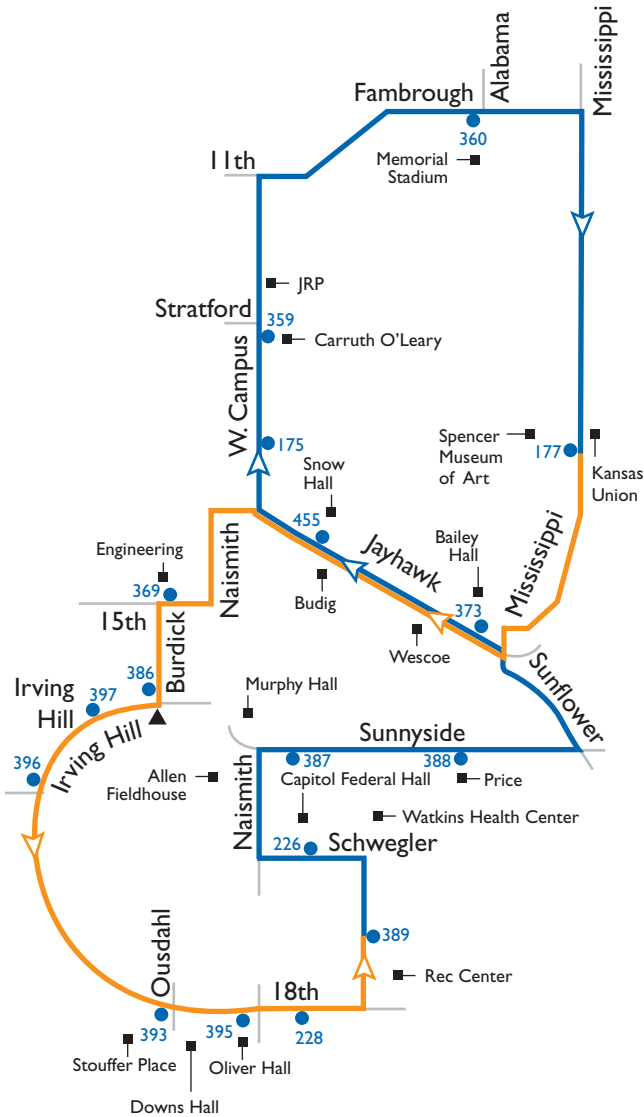 Alabama
Mississippi
Fambrough
360
Memorial
Stadium
11th
JRP
Stratford
359
Carruth O'Leary
W. Campus
175
Spencer
Museum
of Art
177
Kansas
Union
Snow
Hall
455
Jayhawk
Bailey
Hall
Mississippi
Engineering
Naismith
369
Budig
373
15th
Burdick
Wescoe
Sunflower
386
Irving
Hill
397
Murphy Hall
Irving Hill
Sunnyside
396
Allen
Fieldhouse
387
388
Naismith
Capitol Federal Hall
Price
Watkins Health Center
226
Schwegler
389
Rec Center
Ousdahl
18th
393
395
228
Stouffer Place
Oliver Hall
Downs Hall